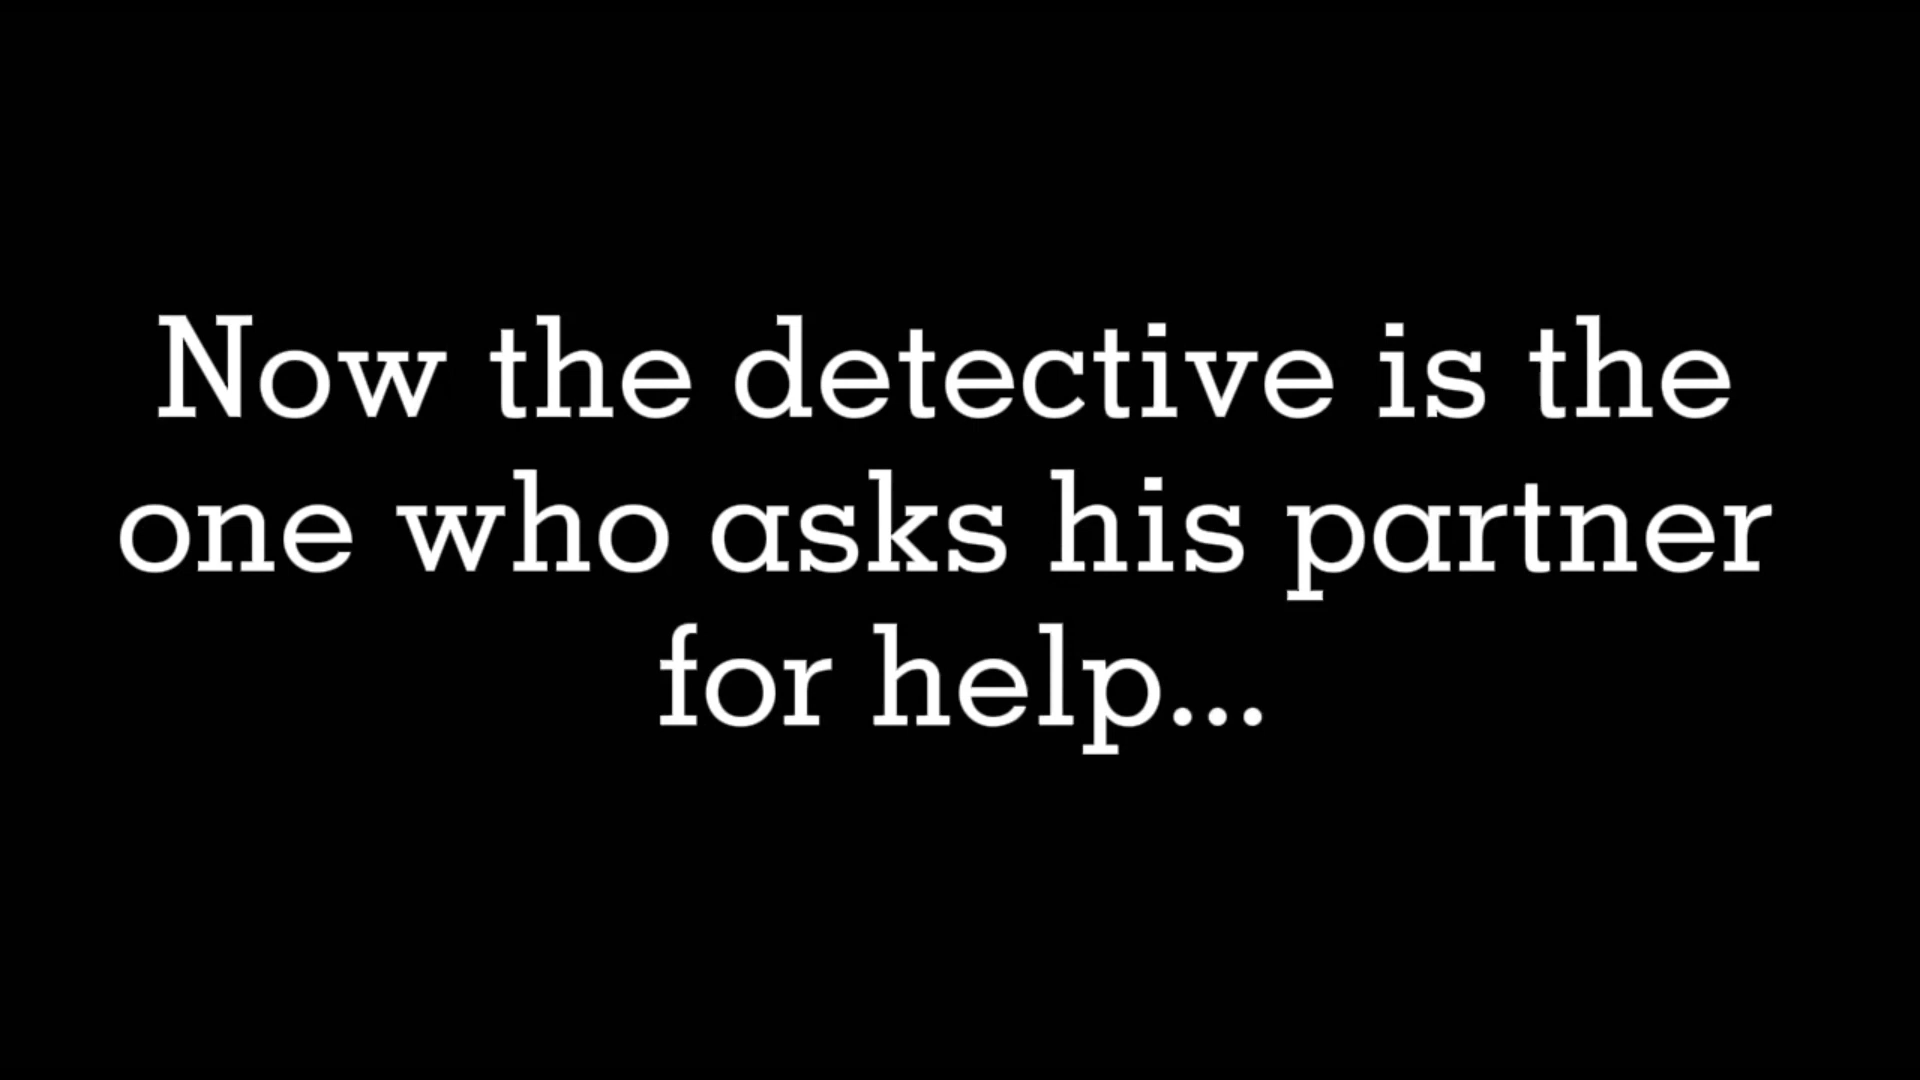 Now the detective is the
one who asks his partner
for help...